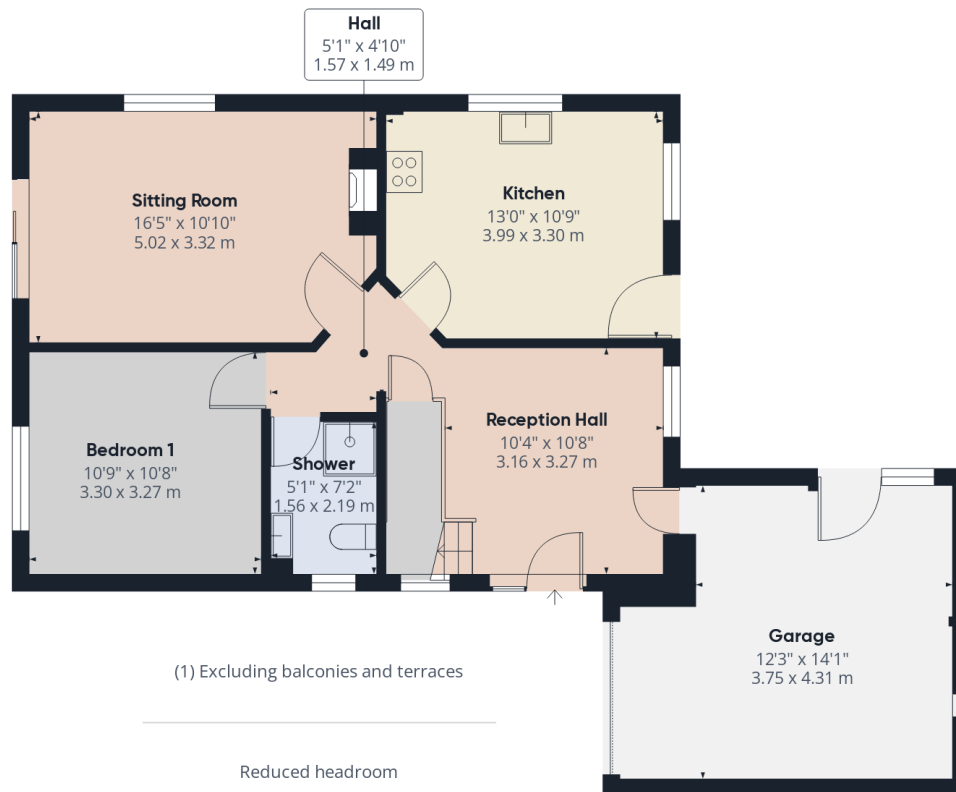 Hall
5'1" x 4'10"
1.57 x 1.49 m
Sitting Room
16'5" x 10'10"
5.02 x 3.32 m
Kitchen
13'0" x 10'9"
3.99 x 3.30 m
Bedroom 1
10'9" x 10'8"
3.30 x 3.27 m
Shower
5'1" x 7'2"
1.56 x 2.19 m
Reception Hall
10'4" x 10'8"
3.16 x 3.27 m
Garage
12'3" x 14'1"
3.75 x 4.31 m
(1) Excluding balconies and terraces
Reduced headroom